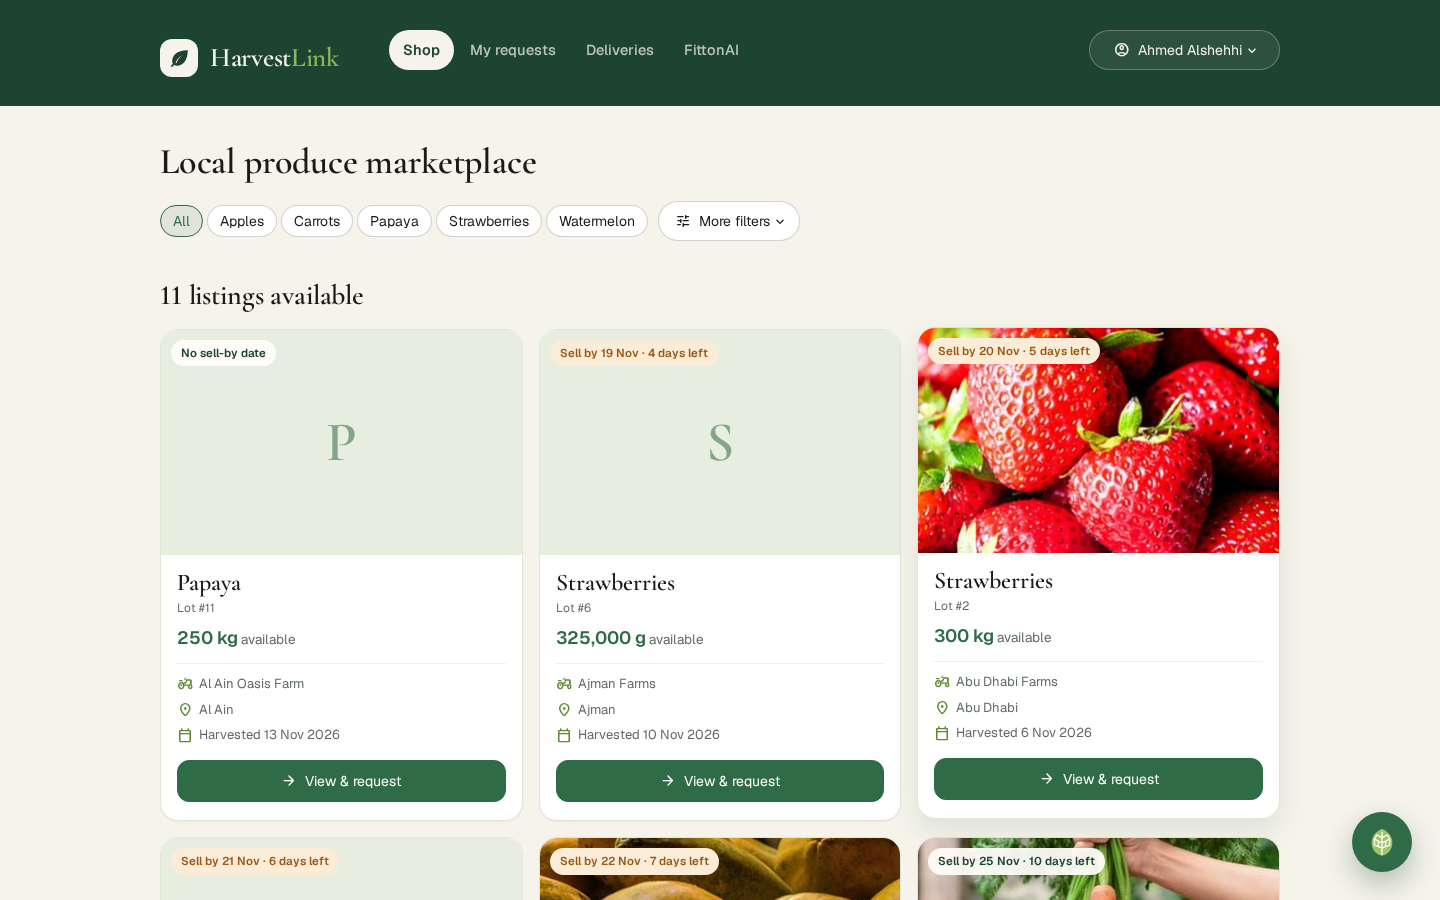 HarvestLink
Shop
My requests
Deliveries
FittonAI
Ahmed Alshehhi
Local produce marketplace
All
Apples
Carrots
Papaya
Strawberries
Watermelon
More filters
11 listings available
No sell-by date
P
Papaya
Lot #11
250 kg available
Al Ain Oasis Farm
Al Ain
Harvested 13 Nov 2026
View & request
Sell by 19 Nov · 4 days left
S
Strawberries
Lot #6
325,000 g available
Ajman Farms
Ajman
Harvested 10 Nov 2026
View & request
Sell by 20 Nov · 5 days left
Strawberries
Lot #2
300 kg available
Abu Dhabi Farms
Abu Dhabi
Harvested 6 Nov 2026
View & request
Sell by 21 Nov · 6 days left
Sell by 22 Nov · 7 days left
Sell by 25 Nov · 10 days left